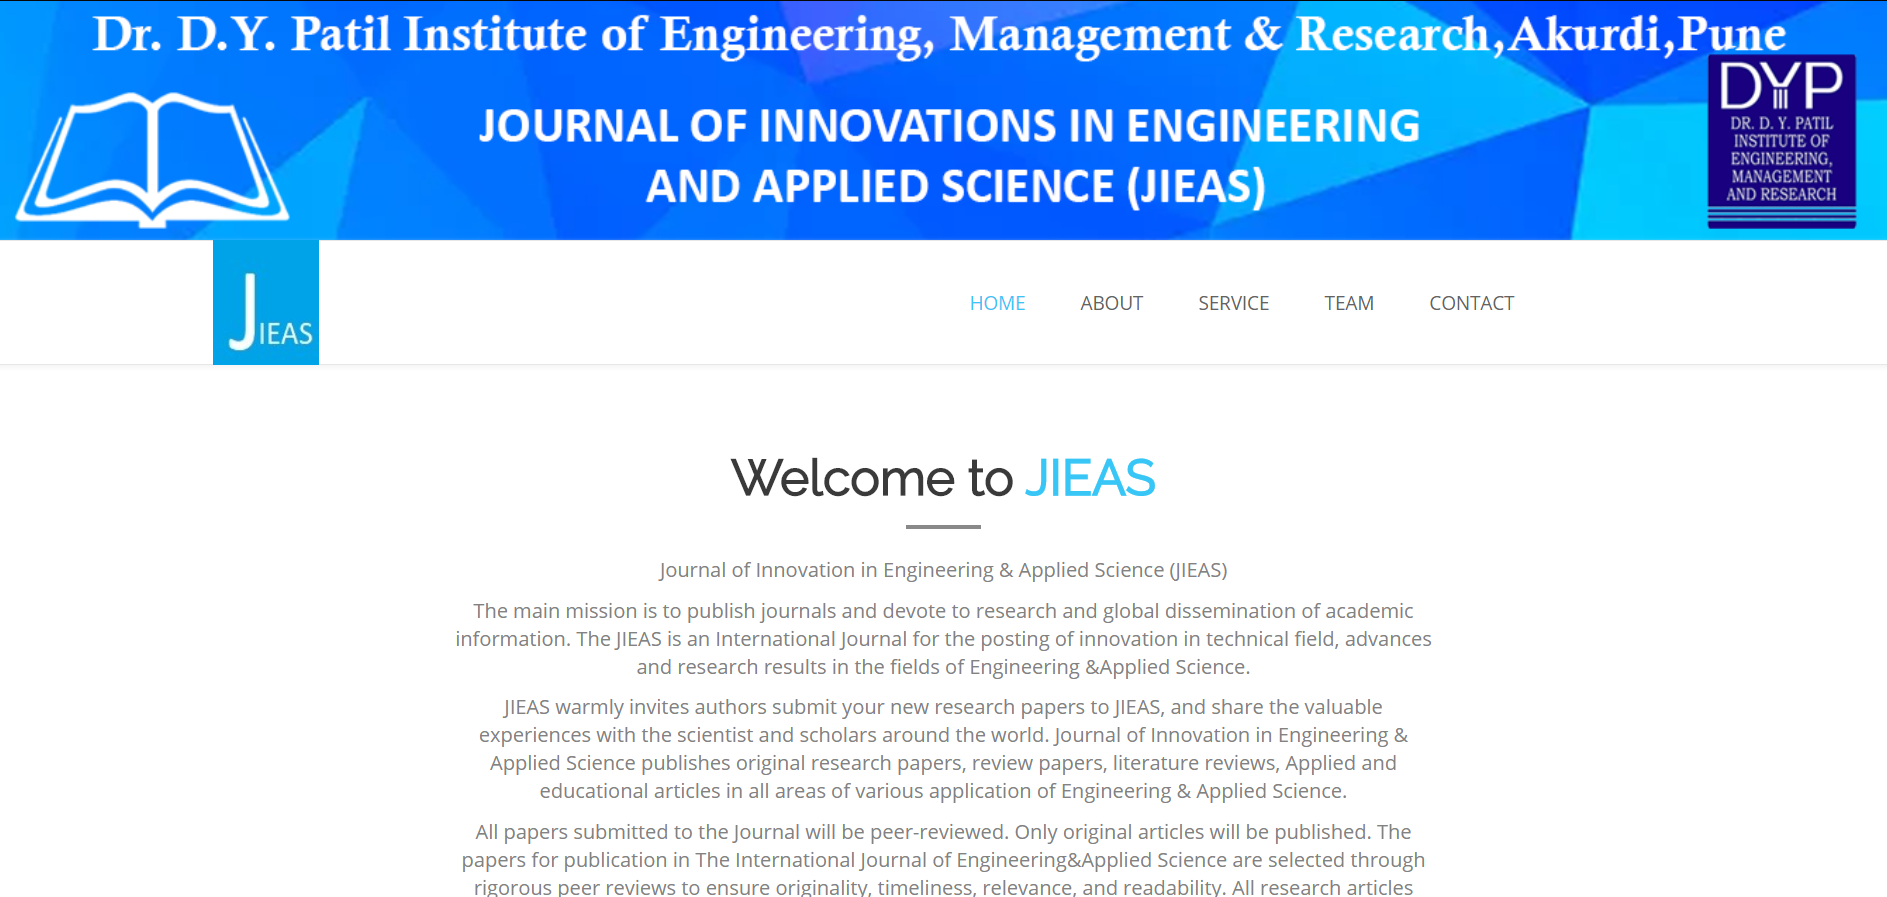 Dr. D.Y. Patil Institute of Engineering, Management & Research,Akurdi,Pune
JOURNAL OF INNOVATIONS IN ENGINEERING
AND APPLIED SCIENCE (JIEAS)
DYP
DR. D. Y. PATIL
INSTITUTE OF
ENGINEERING,
MANAGEMENT
AND RESEARCH
JIEAS
HOME ABOUT SERVICE TEAM CONTACT
Welcome to JIEAS
Journal of Innovation in Engineering & Applied Science (JIEAS)
The main mission is to publish journals and devote to research and global dissemination of academic
information. The JIEAS is an International Journal for the posting of innovation in technical field, advances
and research results in the fields of Engineering &Applied Science.
JIEAS warmly invites authors submit your new research papers to JIEAS, and share the valuable
experiences with the scientist and scholars around the world. Journal of Innovation in Engineering &
Applied Science publishes original research papers, review papers, literature reviews, Applied and
educational articles in all areas of various application of Engineering & Applied Science.
All papers submitted to the Journal will be peer-reviewed. Only original articles will be published. The
papers for publication in The International Journal of Engineering&Applied Science are selected through
rigorous peer reviews to ensure originality, timeliness, relevance, and readability. All research articles